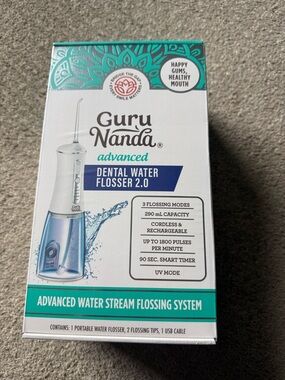 HAPPY
GUMS,
HEALTHY
MOUTH
Guru
Nanda®
advanced
DENTAL WATER
FLOSSER 2.0
3 FLOSSING MODES
290 mL CAPACITY
CORDLESS &
RECHARGEABLE
UP TO 1800 PULSES
PER MINUTE
90 SEC. SMART TIMER
UV MODE
ADVANCED WATER STREAM FLOSSING SYSTEM
CONTAINS: 1 PORTABLE WATER FLOSSER, 2 FLOSSING TIPS, 1 USB CABLE